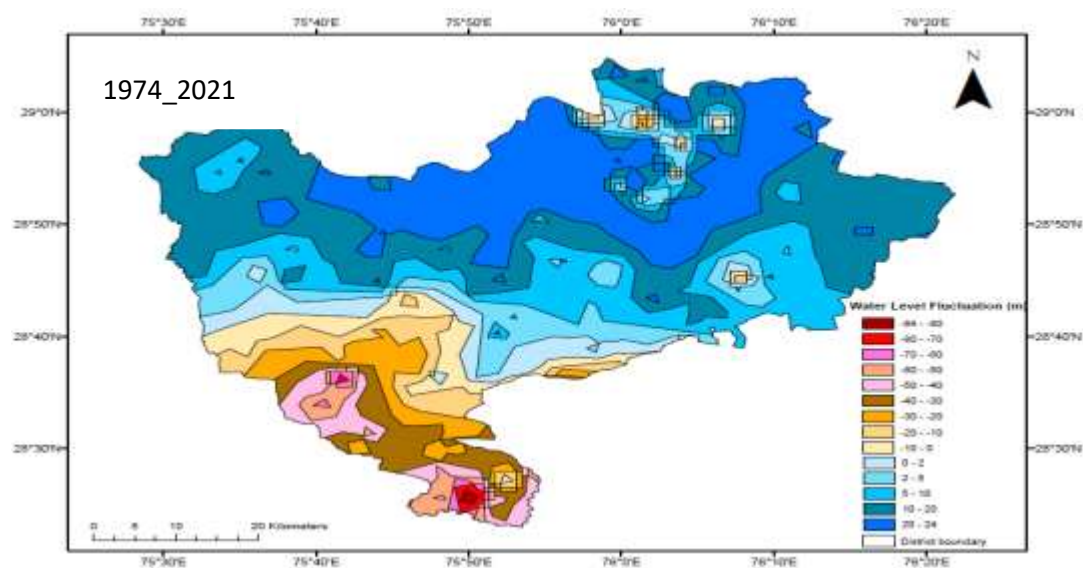 75°30'E 75°40'E 75°50'E 76°0'E 76°10'E 76°20'E
1974_2021
N
29°0'N 29°0'N
28°50'N 28°50'N
28°40'N 28°40'N
28°30'N 28°30'N
Water Level Flucluation (m)
-70 - -60
-60 - -50
-50 - -40
-40 - -30
-30 - -20
-20 - -10
-10 - 0
0 - 2
2 - 5
5 - 10
10 - 20
20 - 24
District boundary
0 5 10 20 Kilometers
75°30'E 75°40'E 75°50'E 76°0'E 76°10'E 76°20'E